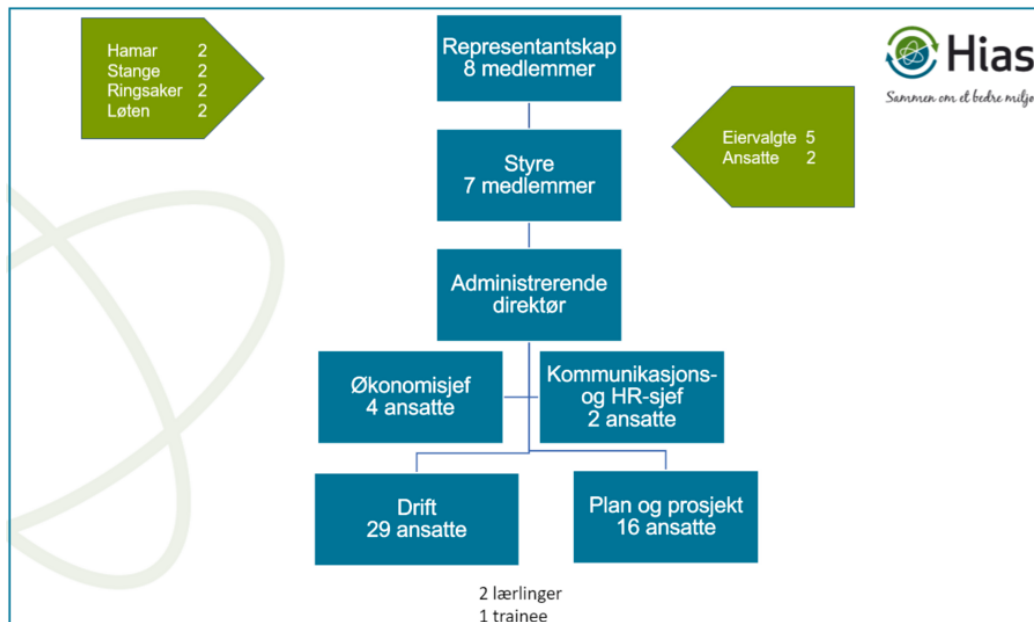 Hamar 2
Stange 2
Ringsaker 2
Løten 2
Representantskap
8 medlemmer
Hias
Sammen om et bedre miljø
Eiervalgte 5
Ansatte 2
Styre
7 medlemmer
Administrerende
direktør
Økonomisjef
4 ansatte
Kommunikasjons-
og HR-sjef
2 ansatte
Drift
29 ansatte
Plan og prosjekt
16 ansatte
2 lærlinger
1 trainee